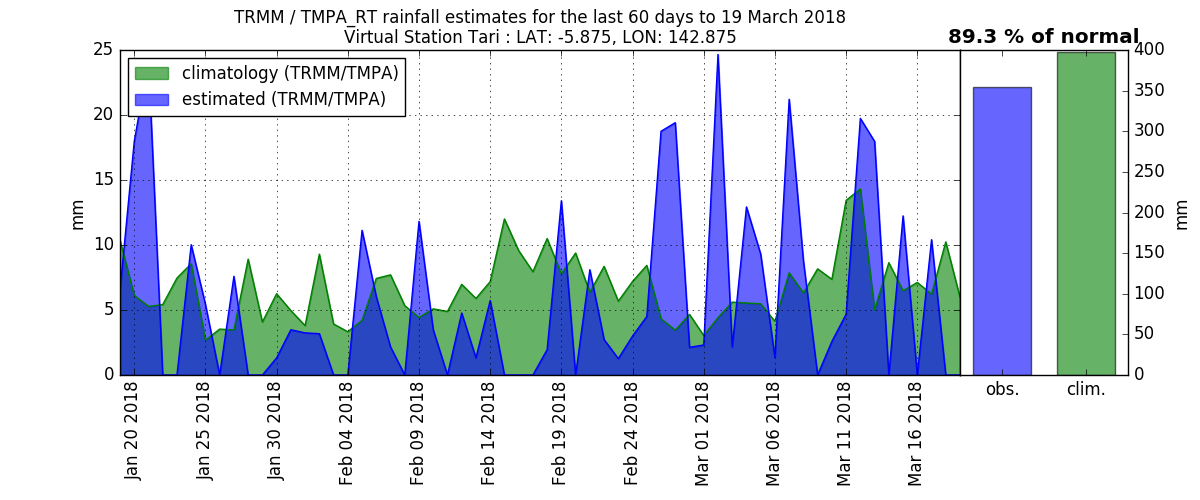 TRMM / TMPA_RT rainfall estimates for the last 60 days to 19 March 2018
Virtual Station Tari : LAT: -5.875, LON: 142.875
89.3 % of normal
climatology (TRMM/TMPA)
estimated (TRMM/TMPA)
25
20
15
10
5
0
mm
400
350
300
250
200
150
100
50
0
mm
Jan 20 2018
Jan 25 2018
Jan 30 2018
Feb 04 2018
Feb 09 2018
Feb 14 2018
Feb 19 2018
Feb 24 2018
Mar 01 2018
Mar 06 2018
Mar 11 2018
Mar 16 2018
obs.
clim.